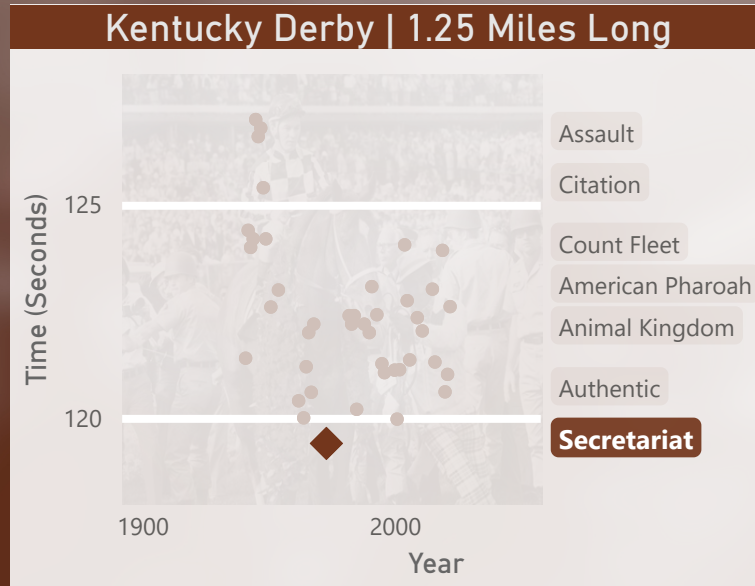 Kentucky Derby | 1.25 Miles Long
Time (Seconds)
125
120
1900
2000
Year
Assault
Citation
Count Fleet
American Pharoah
Animal Kingdom
Authentic
Secretariat